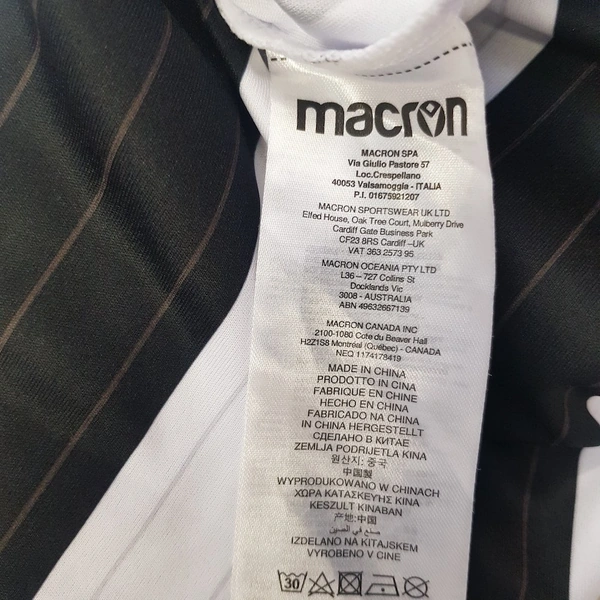 macron
MACRON SPA
Via Giulio Pastore 57
Loc.Crespellano
40053 Valsamoggia - ITALIA
P.I. 01675921207
MACRON SPORTSWEAR UK LTD
Elfed House, Oak Tree Court, Mulberry Drive
Cardiff Gate Business Park
CF23 8RS Cardiff –UK
VAT 363 2573 95
MACRON OCEANIA PTY LTD
L36 – 727 Collins St
Docklands Vic
3008 - AUSTRALIA
ABN 49632667139
MACRON CANADA INC
2100-1080 Cote du Beaver Hall
H2Z1S8 Montréal (Québec) - CANADA
NEQ 1174178419
MADE IN CHINA
PRODOTTO IN CINA
FABRIQUE EN CHINE
HECHO EN CHINA
FABRICADO NA CHINA
IN CHINA HERGESTELLT
СДЕЛАНО В КИТАЕ
ZEMLJA PODRIJETLA KINA
원산지: 중국
中国製
WYPRODUKOWANO W CHINACH
ΧΩΡΑ ΚΑΤΑΣΚΕΥΗΣ ΚΙΝΑ
KESZULT KINABAN
产地:中国
صنع في الصين
IZDELANO NA KITAJSKEM
VYROBENO V CINE
30